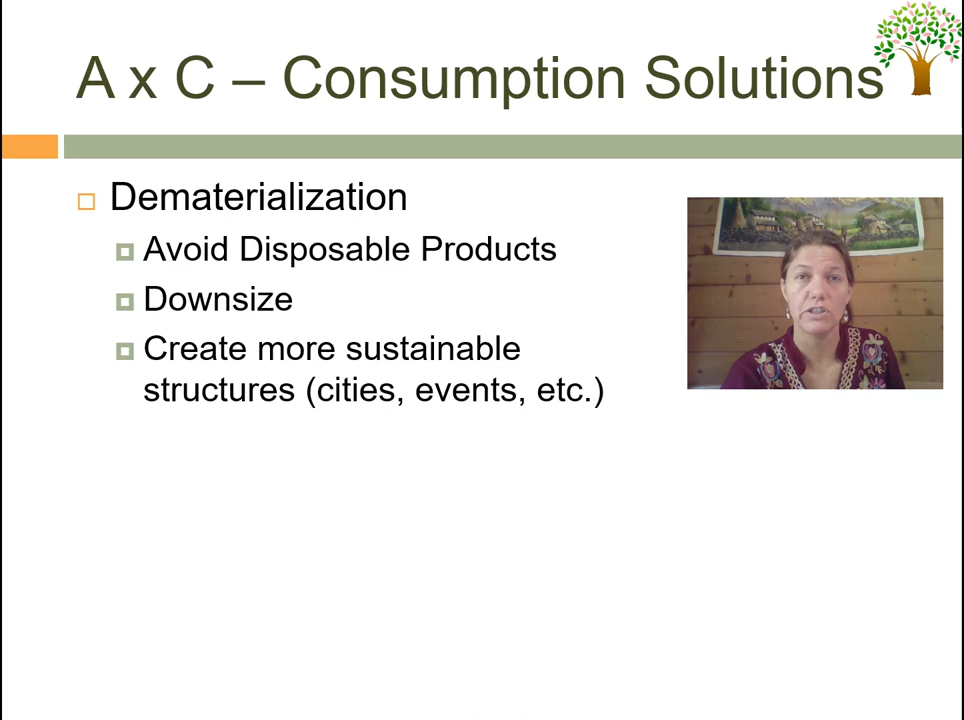 A x C – Consumption Solutions
Dematerialization
Avoid Disposable Products
Downsize
Create more sustainable
structures (cities, events, etc.)